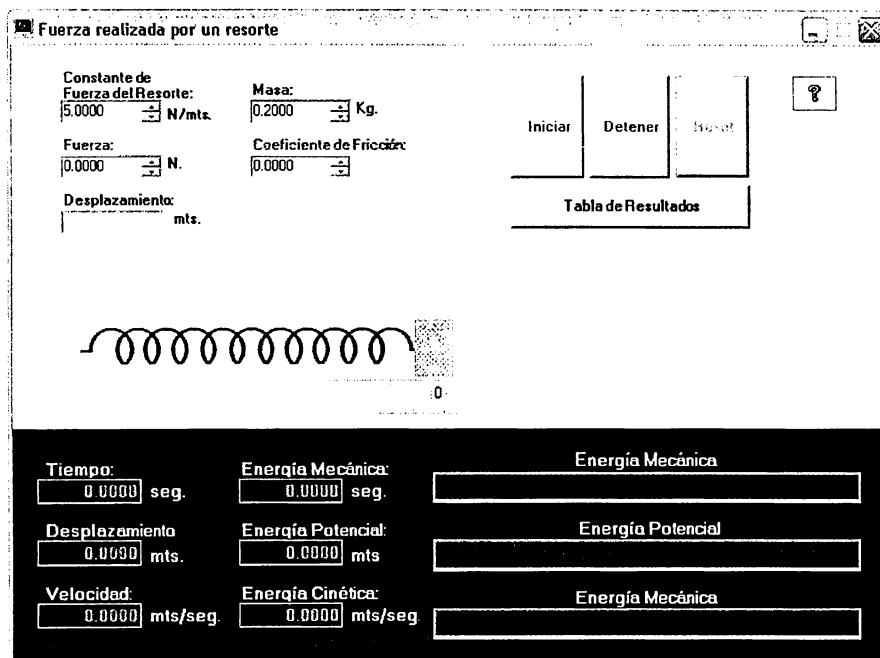 Fuerza realizada por un resorte
Constante de
Fuerza del Resorte:
5.0000 N/mts.
Masa:
0.2000 Kg.
Fuerza:
0.0000 N.
Coeficiente de Fricción:
0.0000
Desplazamiento:
mts.
Iniciar
Detener
Reset
?
Tabla de Resultados
0
Tiempo:
0.0000 seg.
Energía Mecánica:
0.0000 seg.
Energía Mecánica
Desplazamiento
0.0000 mts.
Energía Potencial:
0.0000 mts
Energía Potencial
Velocidad:
0.0000 mts/seg.
Energía Cinética:
0.0000 mts/seg
Energía Mecánica